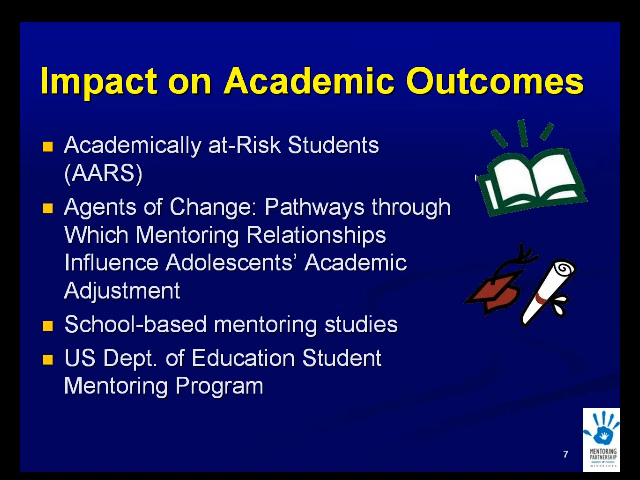 Impact on Academic Outcomes
Academically at-Risk Students
(AARS)
Agents of Change: Pathways through
Which Mentoring Relationships
Influence Adolescents’ Academic
Adjustment
School-based mentoring studies
US Dept. of Education Student
Mentoring Program
7
MENTORING
PARTNERSHIP